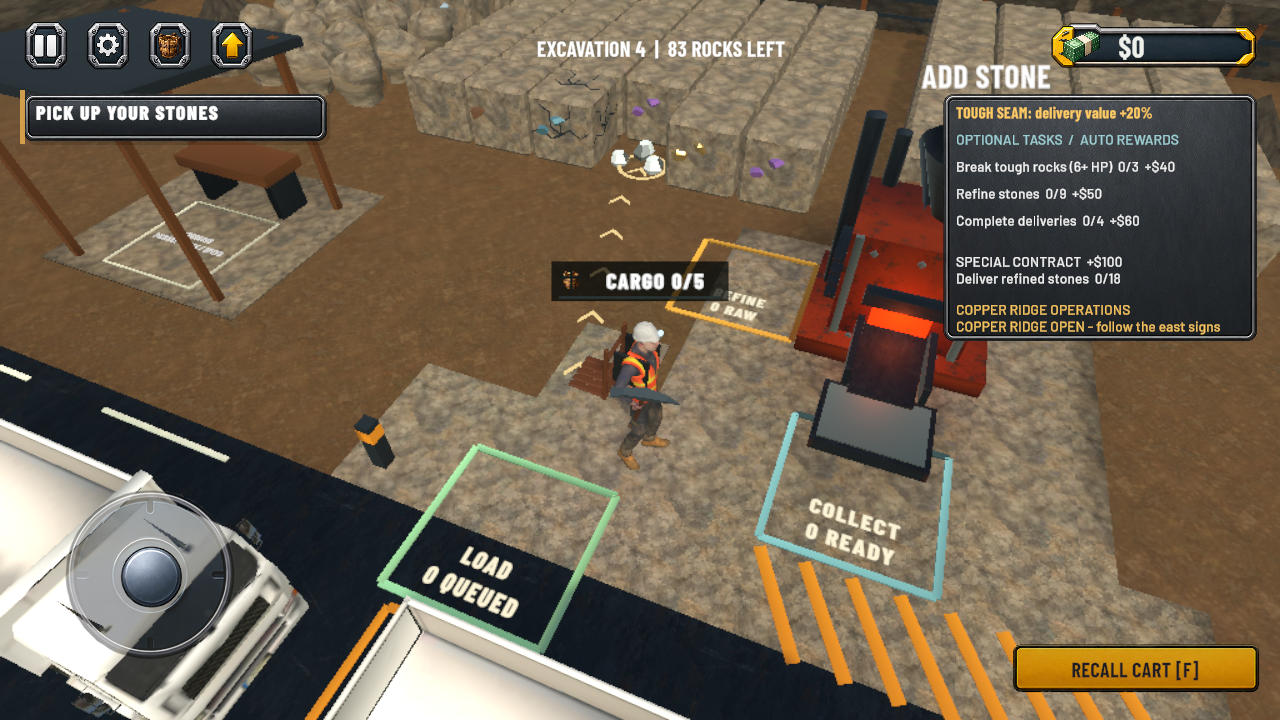 EXCAVATION 4 | 83 ROCKS LEFT
$0
ADD STONE
PICK UP YOUR STONES
TOUGH SEAM: delivery value +20%
OPTIONAL TASKS / AUTO REWARDS
Break tough rocks (6+ HP) 0/3 +$40
Refine stones 0/9 +$50
Complete deliveries 0/4 +$60
SPECIAL CONTRACT +$100
Deliver refined stones 0/18
COPPER RIDGE OPERATIONS
COPPER RIDGE OPEN - follow the east signs
CARGO 0/5
REFINE
0 RAW
COLLECT
0 READY
LOAD
0 QUEUED
RECALL CART [F]